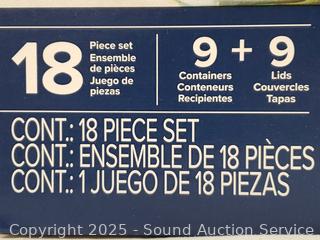 18 Piece set
Ensemble
de pièces
Juego de
piezas
9 + 9
Containers Lids
Conteneurs Couvercles
Recipientes Tapas
CONT.: 18 PIECE SET
CONT.: ENSEMBLE DE 18 PIÈCES
CONT.: 1 JUEGO DE 18 PIEZAS
Copyright 2025 - Sound Auction Service